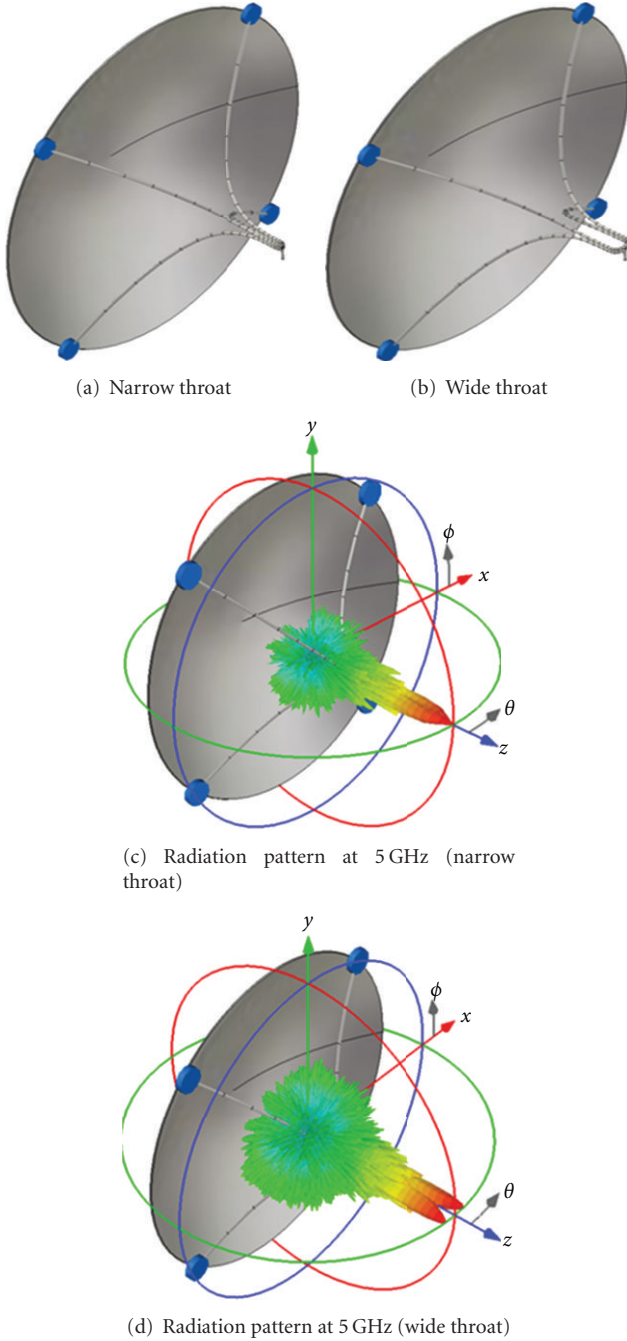 (a) Narrow throat
(b) Wide throat
y
ϕ
x
θ
z
(c) Radiation pattern at 5 GHz (narrow
throat)
y
ϕ
x
θ
z
(d) Radiation pattern at 5 GHz (wide throat)